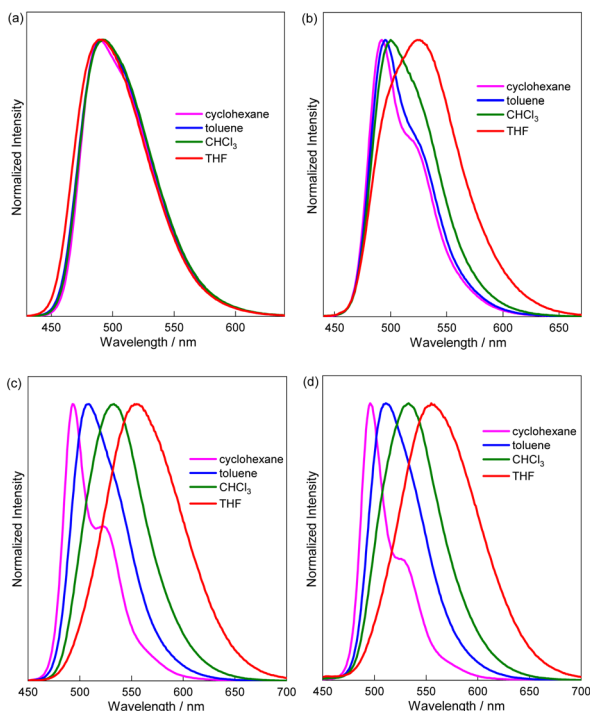 (a)
Normalized Intensity
cyclohexane
toluene
CHCl₃
THF
450 500 550 600
Wavelength / nm
(b)
Normalized Intensity
cyclohexane
toluene
CHCl₃
THF
450 500 550 600 650
Wavelength / nm
(c)
Normalized Intensity
cyclohexane
toluene
CHCl₃
THF
450 500 550 600 650 700
Wavelength / nm
(d)
Normalized Intensity
cyclohexane
toluene
CHCl₃
THF
450 500 550 600 650 700
Wavelength / nm